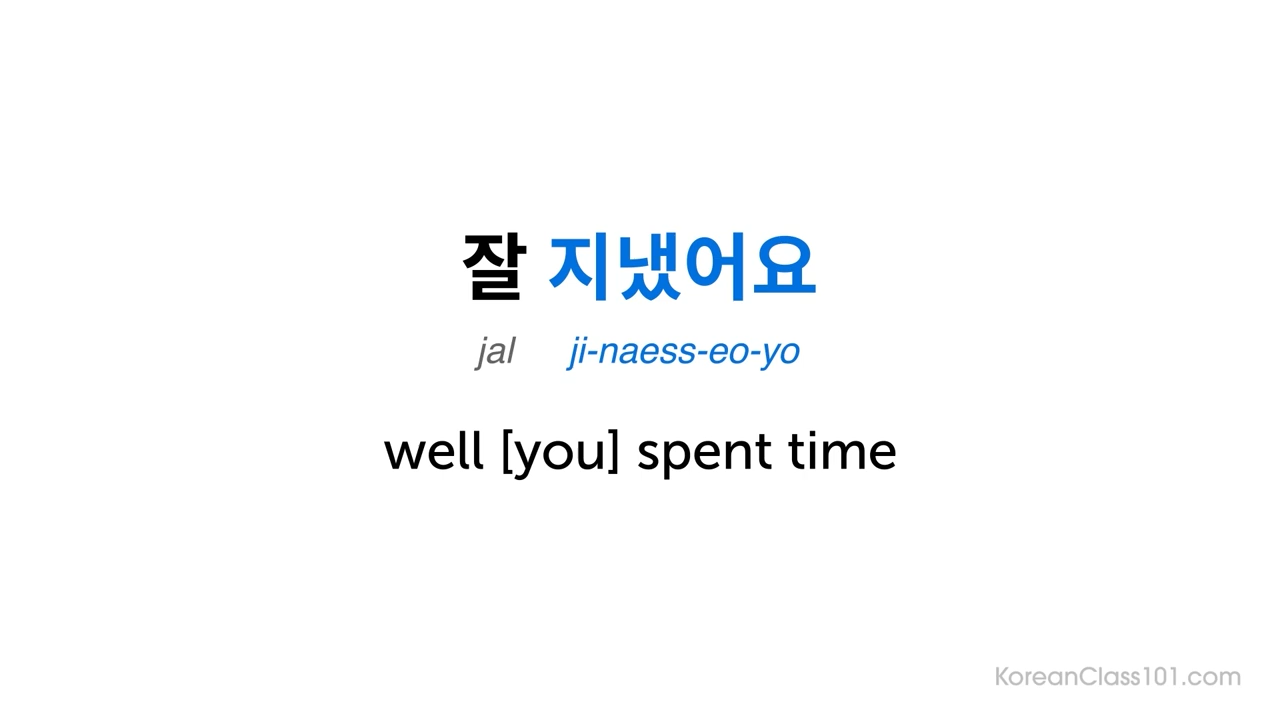 잘 지냈어요
jal ji-naess-eo-yo
well [you] spent time
KoreanClass101.com